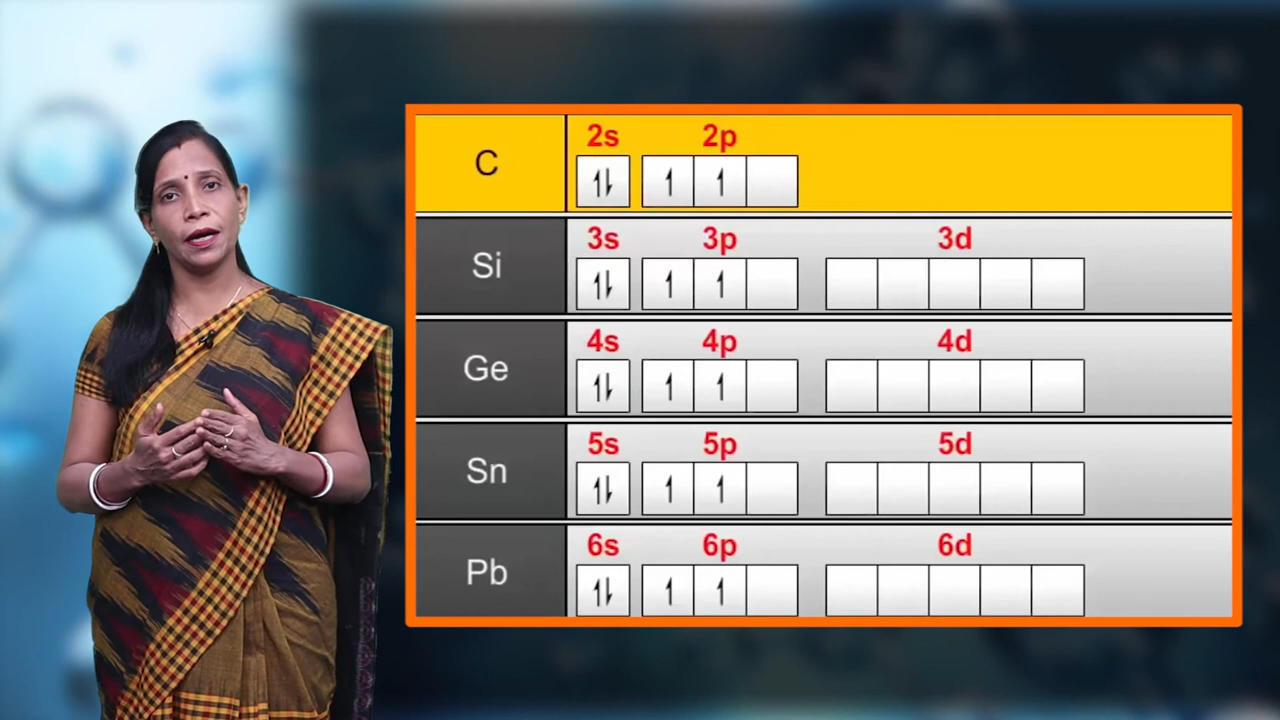 2s 2p
C
3s 3p 3d
Si
4s 4p 4d
Ge
5s 5p 5d
Sn
6s 6p 6d
Pb